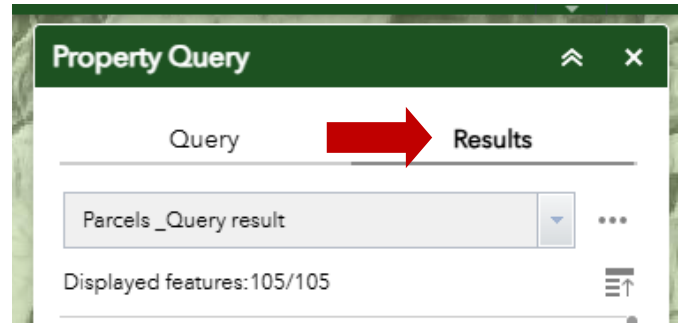 Property Query
Query Results
Parcels _Query result
Displayed features:105/105